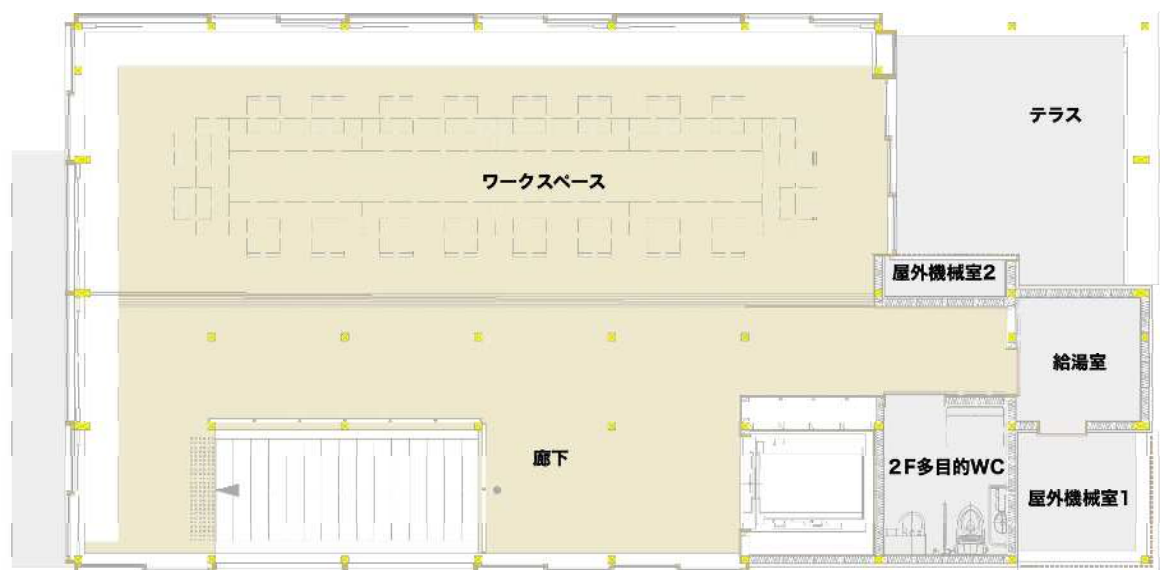 テラス
ワークスペース
屋外機械室2
給湯室
廊下
2F多目的WC
屋外機械室1